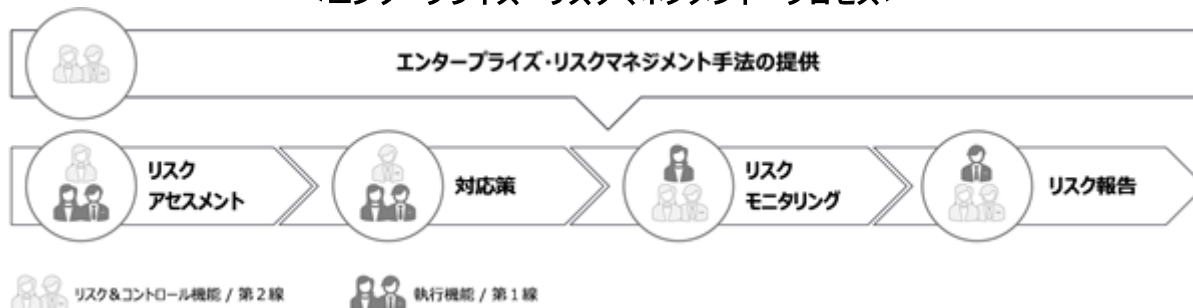 エンタープライズ・リスクマネジメント手法の提供
リスク
アセスメント
対応策
リスク
モニタリング
リスク報告
リスク&コントロール機能 / 第2線
執行機能 / 第1線